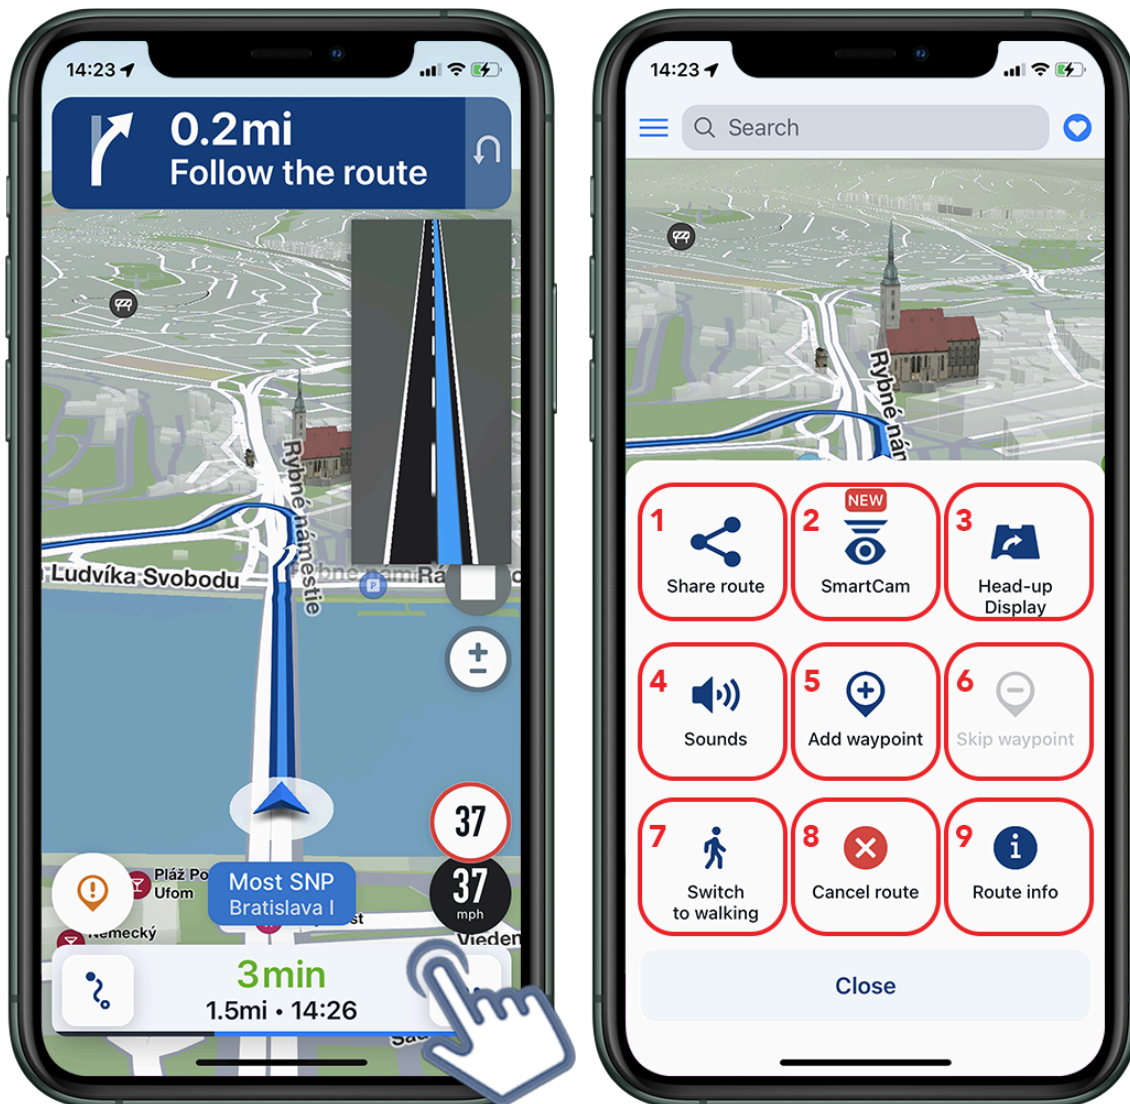 14:23
0.2mi
Follow the route
Rybné námestie
Ludvíka Svobodu
P
37
37
mph
Pláž Po
Ufom
Most SNP
Bratislava I
st
Nemecký
Vieden
3min
1.5mi • 14:26
14:23
Search
Rybné nám
1
Share route
NEW
2
SmartCam
3
Head-up
Display
4
Sounds
5
Add waypoint
6
Skip waypoint
7
Switch
to walking
8
Cancel route
9
Route info
Close